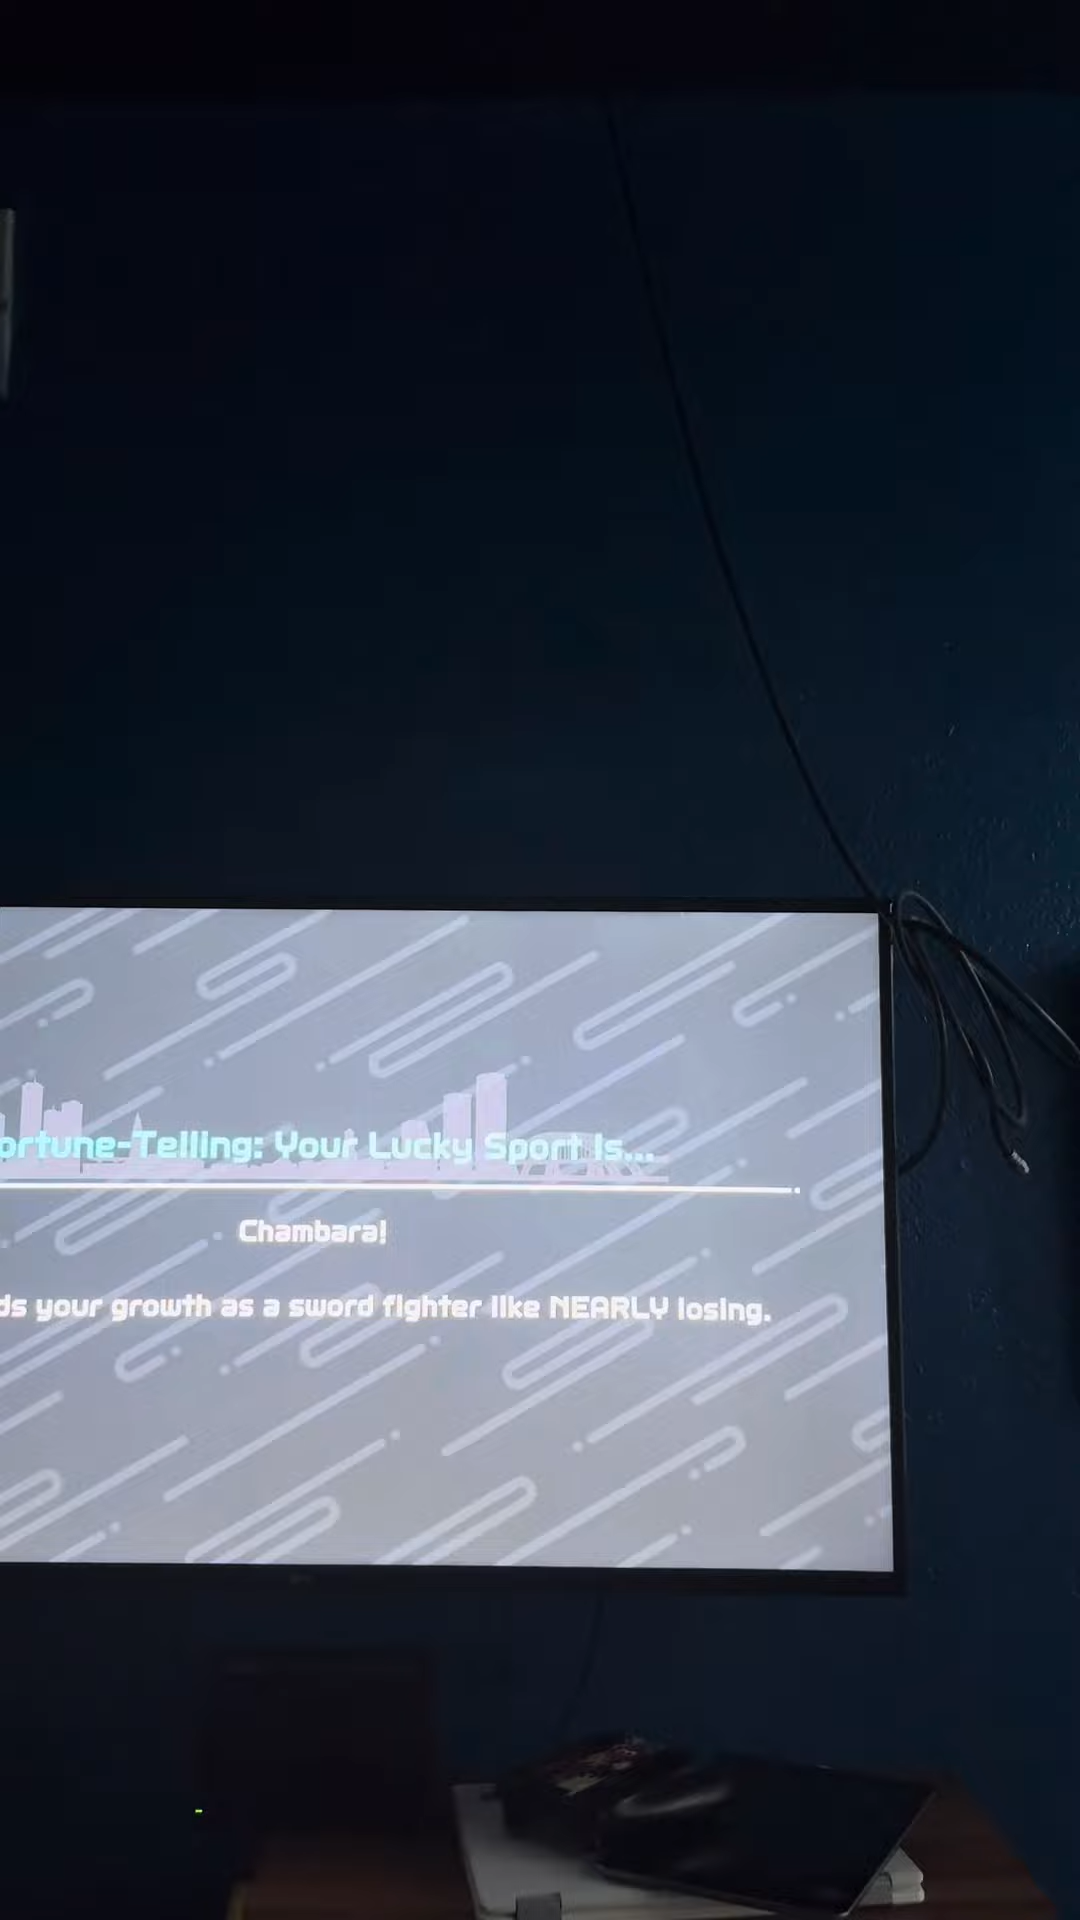 ortune-Telling: Your Lucky Sport Is...
Chambara!
ds your growth as a sword fighter like NEARLY losing.